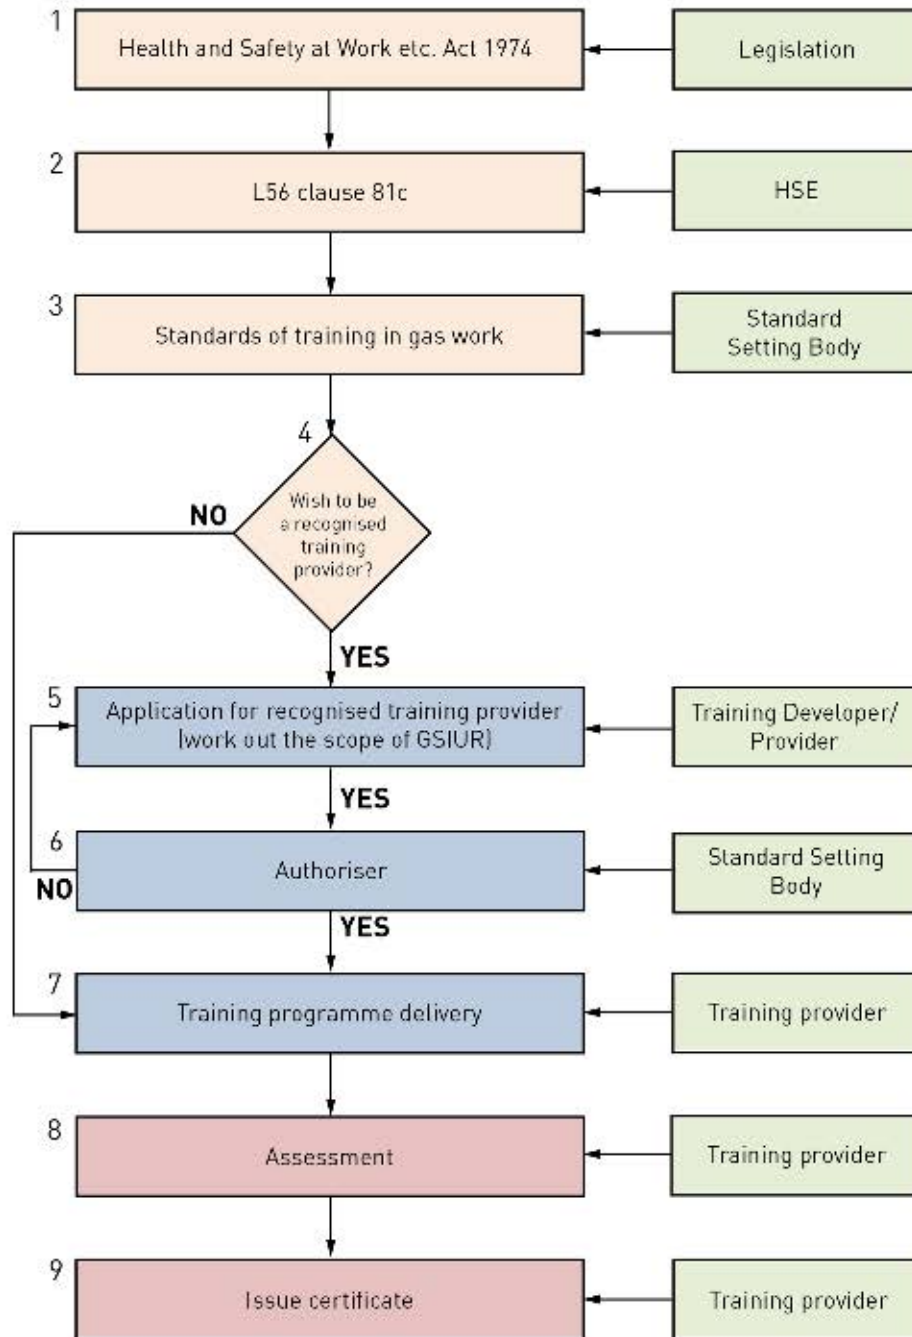 1
Health and Safety at Work etc. Act 1974
Legislation
2
L56 clause 81c
HSE
3
Standards of training in gas work
Standard
Setting Body
4
Wish to be
a recognised
training
provider?
NO
YES
5
Application for recognised training provider
(work out the scope of GSIUR)
Training Developer/
Provider
YES
6
Authoriser
Standard Setting
Body
NO
YES
7
Training programme delivery
Training provider
8
Assessment
Training provider
9
Issue certificate
Training provider